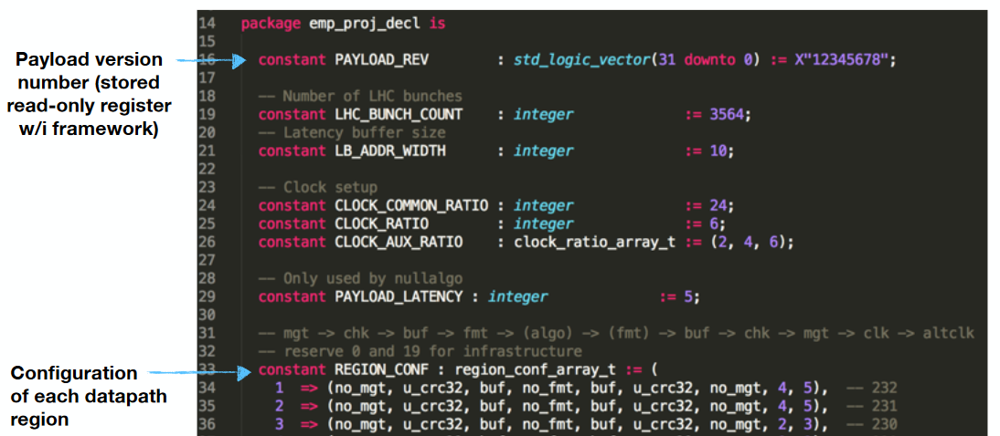 Payload version
number (stored
read-only register
w/i framework)
Configuration
of each datapath
region
14 package emp_proj_decl is
15
16 constant PAYLOAD_REV : std_logic_vector(31 downto 0) := X"12345678";
17
18 -- Number of LHC bunches
19 constant LHC_BUNCH_COUNT : integer := 3564;
20 -- Latency buffer size
21 constant LB_ADDR_WIDTH : integer := 10;
22
23 -- Clock setup
24 constant CLOCK_COMMON_RATIO : integer := 24;
25 constant CLOCK_RATIO : integer := 6;
26 constant CLOCK_AUX_RATIO : clock_ratio_array_t := (2, 4, 6);
27
28 -- Only used by nullalgo
29 constant PAYLOAD_LATENCY : integer := 5;
30
31 -- mgt -> chk -> buf -> fmt -> (algo) -> (fmt) -> buf -> chk -> mgt -> clk -> altclk
32 -- reserve 0 and 19 for infrastructure
33 constant REGION_CONF : region_conf_array_t := (
34 1 => (no_mgt, u_crc32, buf, no_fmt, buf, u_crc32, no_mgt, 4, 5), -- 232
35 2 => (no_mgt, u_crc32, buf, no_fmt, buf, u_crc32, no_mgt, 4, 5), -- 231
36 3 => (no_mgt, u_crc32, buf, no_fmt, buf, u_crc32, no_mgt, 2, 3), -- 230